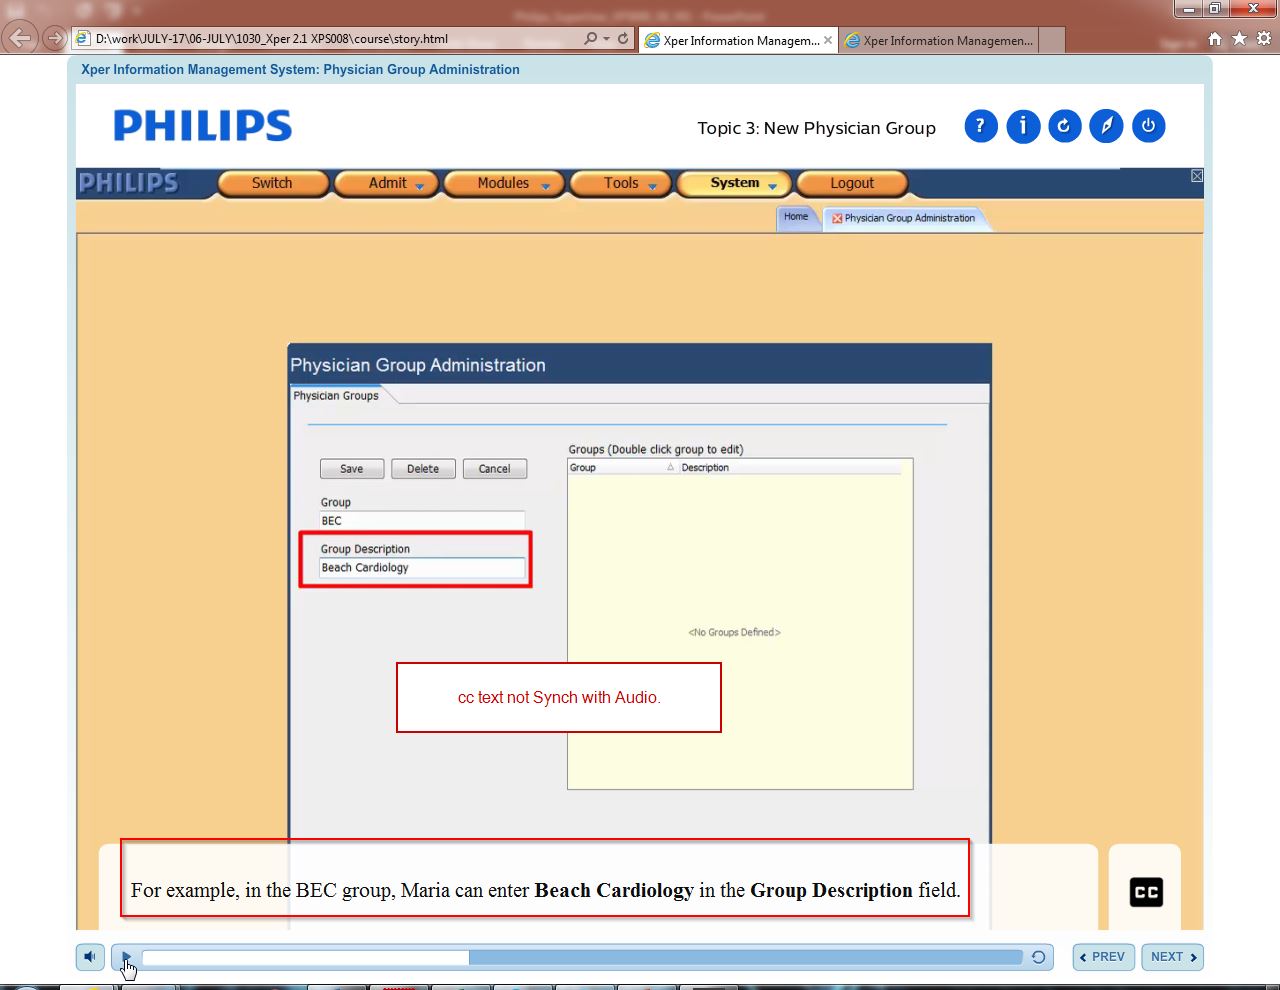 D:\work\JULY-17\06-JULY\1030_Xper 2.1 XPS008\course\story.html
Xper Information Managem...
Xper Information Managemen...
Xper Information Management System: Physician Group Administration
PHILIPS
Topic 3: New Physician Group
PHILIPS
Switch
Admit
Modules
Tools
System
Logout
Home
Physician Group Administration
Physician Group Administration
Physician Groups
Groups (Double click group to edit)
Save
Delete
Cancel
Group
Description
Group
BEC
Group Description
Beach Cardiology
<No Groups Defined>
cc text not Synch with Audio.
For example, in the BEC group, Maria can enter Beach Cardiology in the Group Description field.
CC
PREV
NEXT